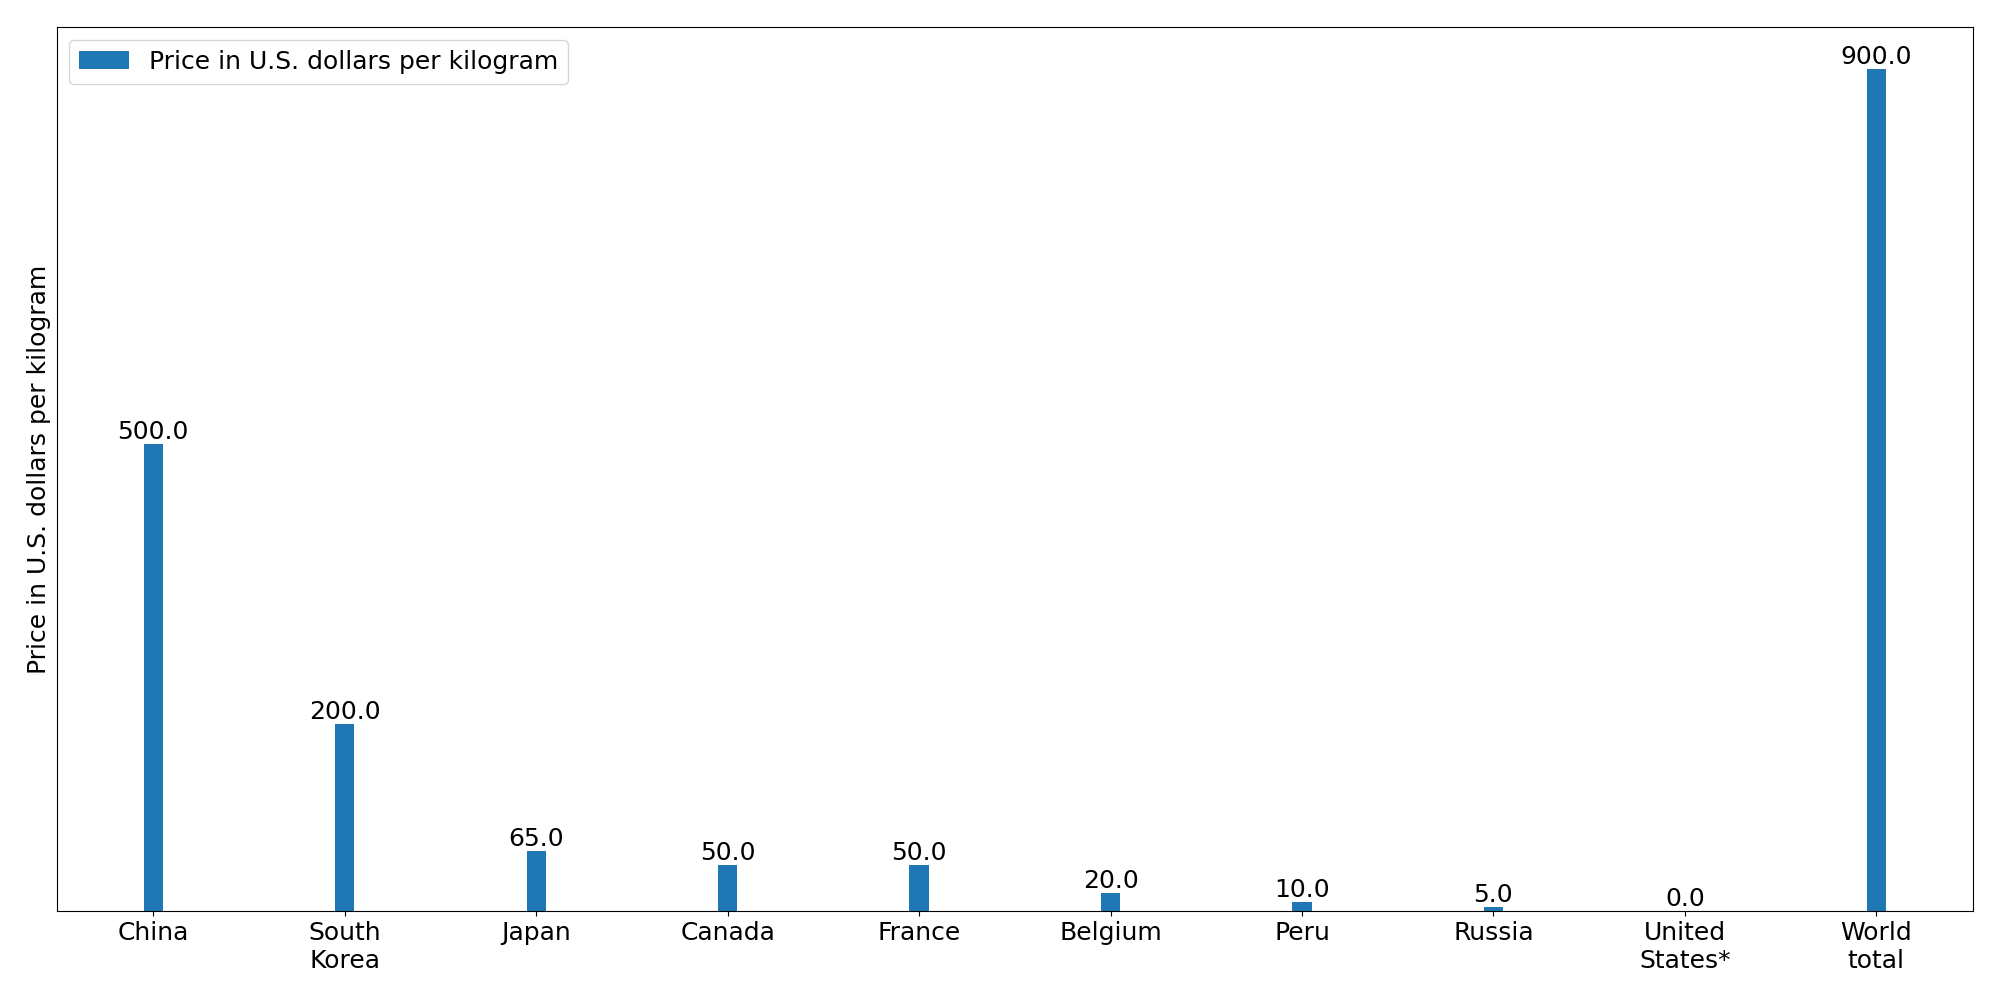 Price in U.S. dollars per kilogram
Price in U.S. dollars per kilogram
500.0
200.0
65.0
50.0
50.0
20.0
10.0
5.0
0.0
900.0
China
South
Korea
Japan
Canada
France
Belgium
Peru
Russia
United
States*
World
total